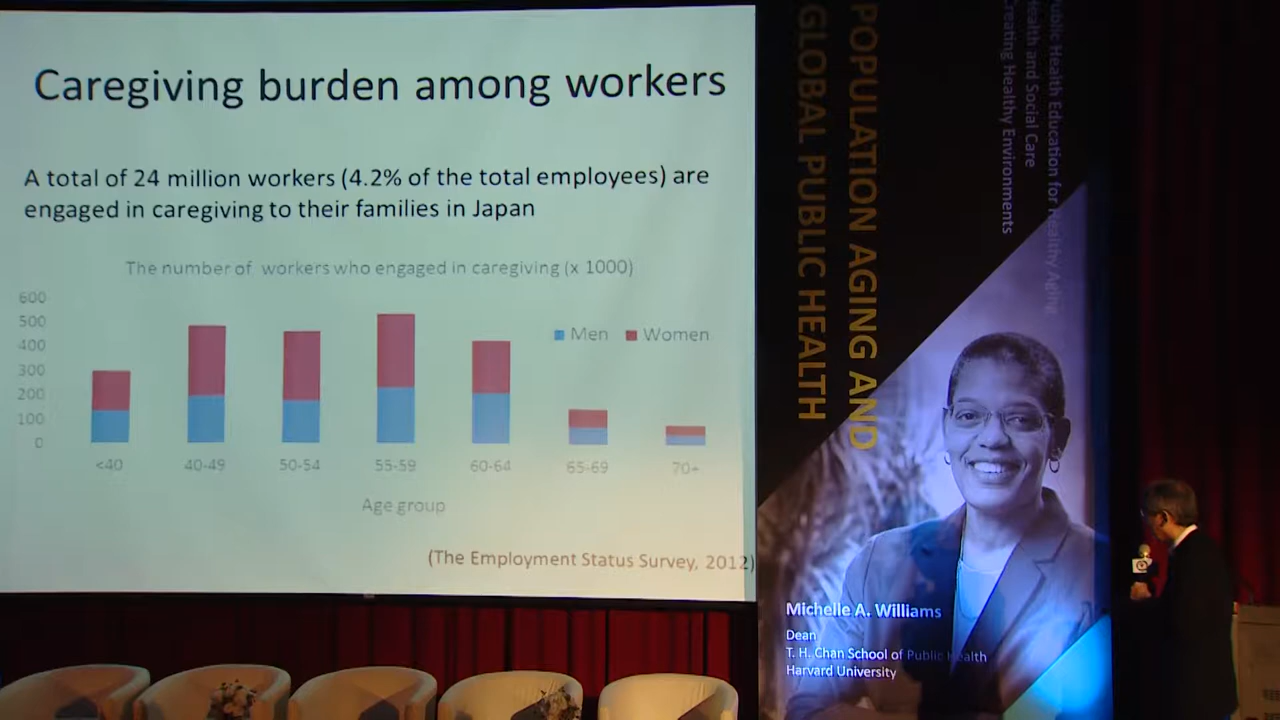 Caregiving burden among workers
A total of 24 million workers (4.2% of the total employees) are
engaged in caregiving to their families in Japan
The number of workers who engaged in caregiving (x 1000)
600
500
400
300
200
100
0
Men
Women
<40
40-49
50-54
55-59
60-64
65-69
70+
Age group
(The Employment Status Survey, 2012)
POPULATION AGING AND
GLOBAL PUBLIC HEALTH
Public Health Education for Healthy Aging
Health and Social Care
Creating Healthy Environments
Michelle A. Williams
Dean
T. H. Chan School of Public Health
Harvard University